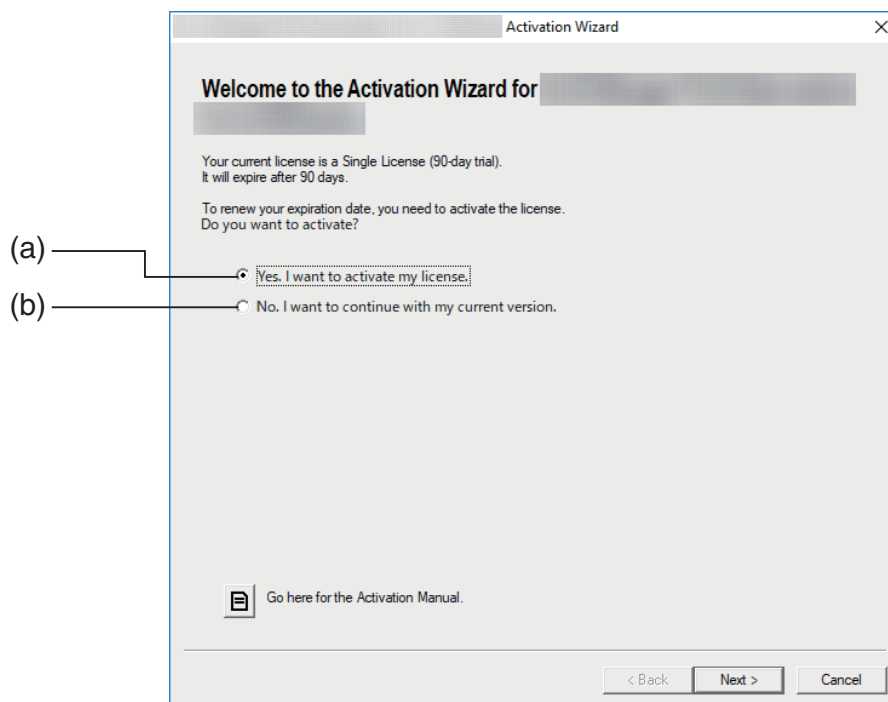 Activation Wizard
Welcome to the Activation Wizard for
Your current license is a Single License (90-day trial).
It will expire after 90 days.
To renew your expiration date, you need to activate the license.
Do you want to activate?
(a)
Yes. I want to activate my license.
(b)
No. I want to continue with my current version.
Go here for the Activation Manual.
< Back
Next >
Cancel